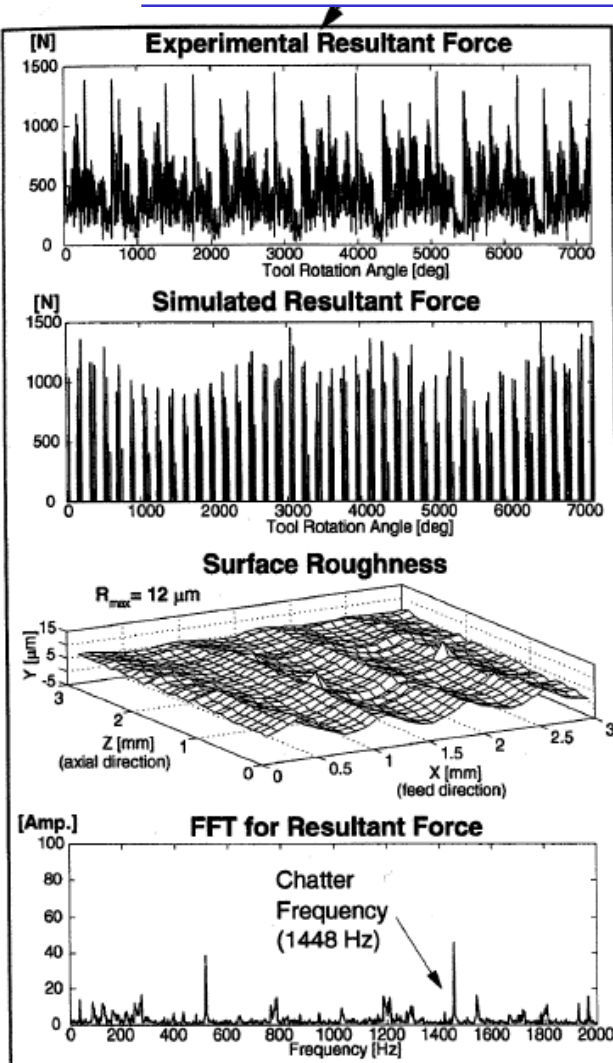 [N] Experimental Resultant Force
1500
1000
500
0
0 1000 2000 3000 4000 5000 6000 7000
Tool Rotation Angle [deg]
[N] Simulated Resultant Force
1500
1000
500
0
0 1000 2000 3000 4000 5000 6000 7000
Tool Rotation Angle [deg]
Surface Roughness
Rmax= 12 μm
Y [μm]
15
5
-5
3
2
1
0
Z [mm]
(axial direction)
0
0.5
1
1.5
2
2.5
3
X [mm]
(feed direction)
[Amp.] FFT for Resultant Force
100
80
60
40
20
0
Chatter
Frequency
(1448 Hz)
0 200 400 600 800 1000 1200 1400 1600 1800 2000
Frequency [Hz]